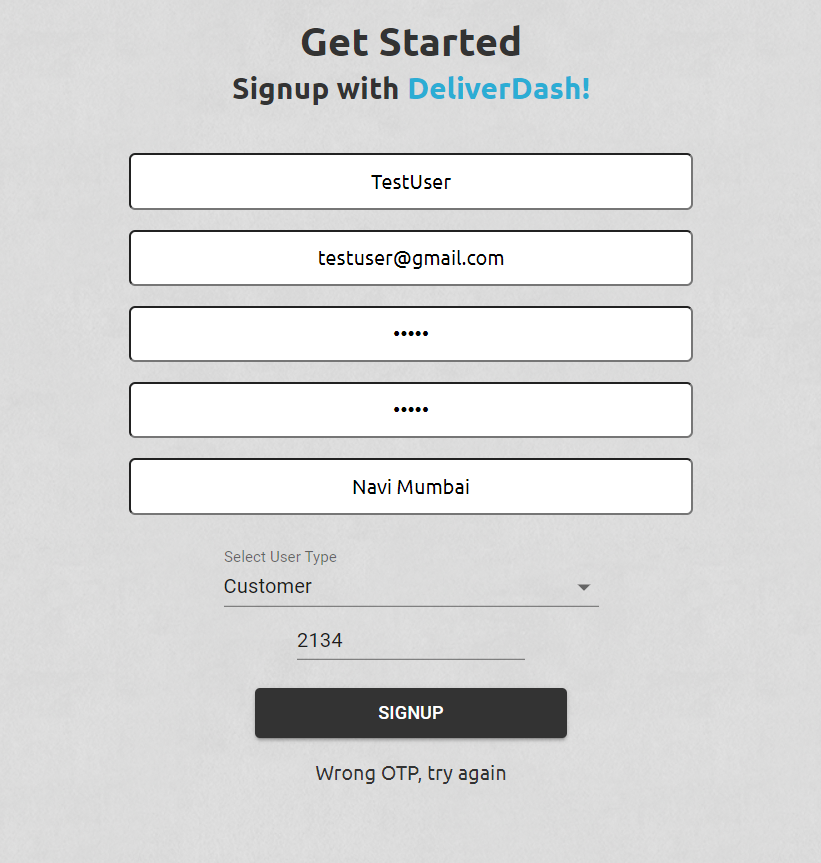 Get Started
Signup with DeliverDash!
TestUser
testuser@gmail.com
•••••
•••••
Navi Mumbai
Select User Type
Customer
2134
SIGNUP
Wrong OTP, try again